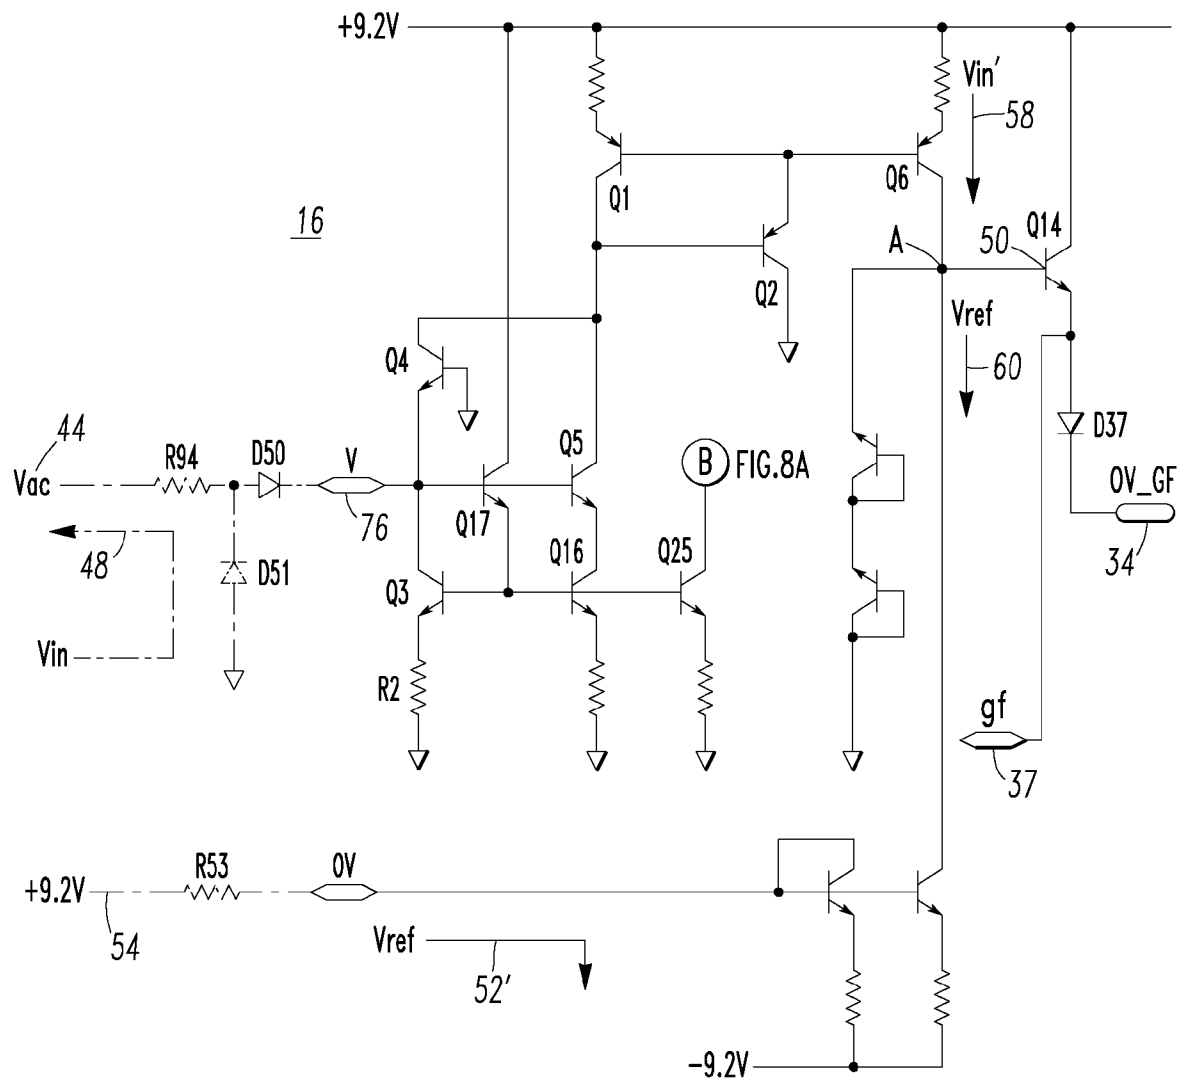 +9.2V
Vin′
58
Q1
Q6
16
A
50
Q14
Q2
Vref
60
Q4
D37
44
Vac
R94
D50
V
76
Q5
B FIG.8A
OV_GF
34
Q17
48
D51
Q3
Q16
Q25
Vin
R2
gf
37
+9.2V
54
R53
OV
Vref
52′
-9.2V